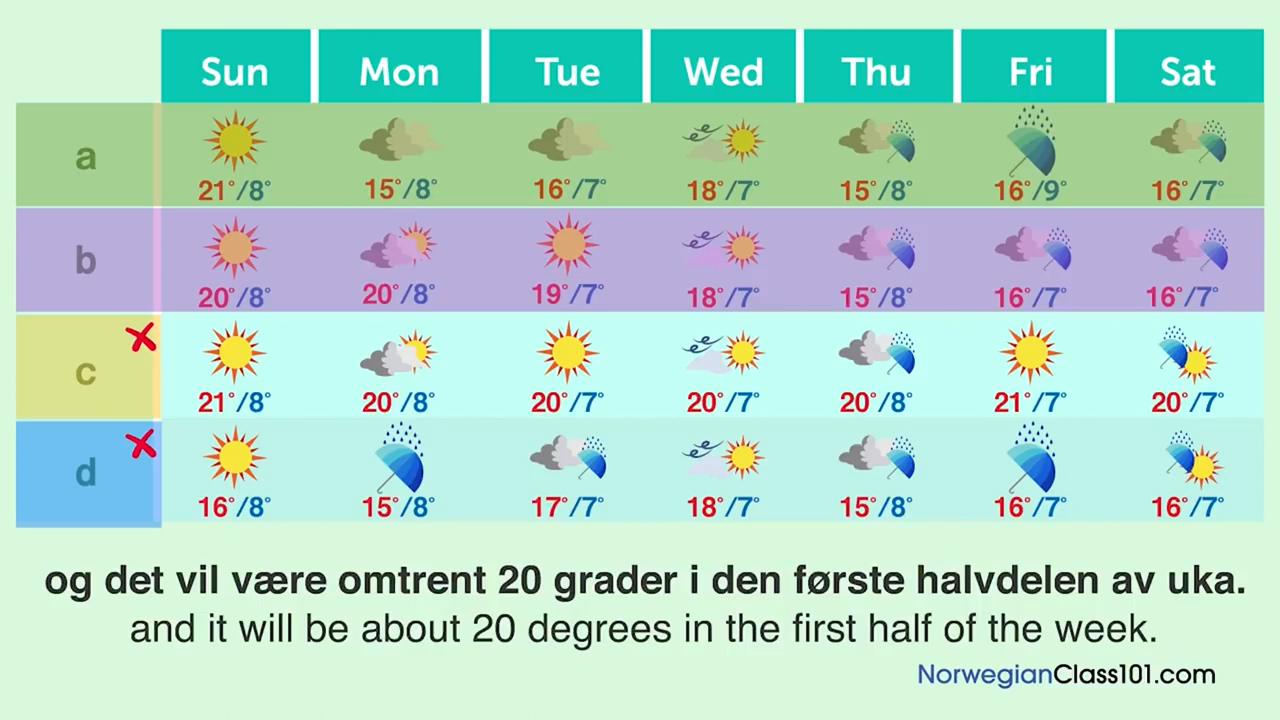 Sun Mon Tue Wed Thu Fri Sat
a 21°/8° 15°/8° 16°/7° 18°/7° 15°/8° 16°/9° 16°/7°
b 20°/8° 20°/8° 19°/7° 18°/7° 15°/8° 16°/7° 16°/7°
c 21°/8° 20°/8° 20°/7° 20°/7° 20°/8° 21°/7° 20°/7°
d 16°/8° 15°/8° 17°/7° 18°/7° 15°/8° 16°/7° 16°/7°
og det vil være omtrent 20 grader i den første halvdelen av uka.
and it will be about 20 degrees in the first half of the week.
NorwegianClass101.com